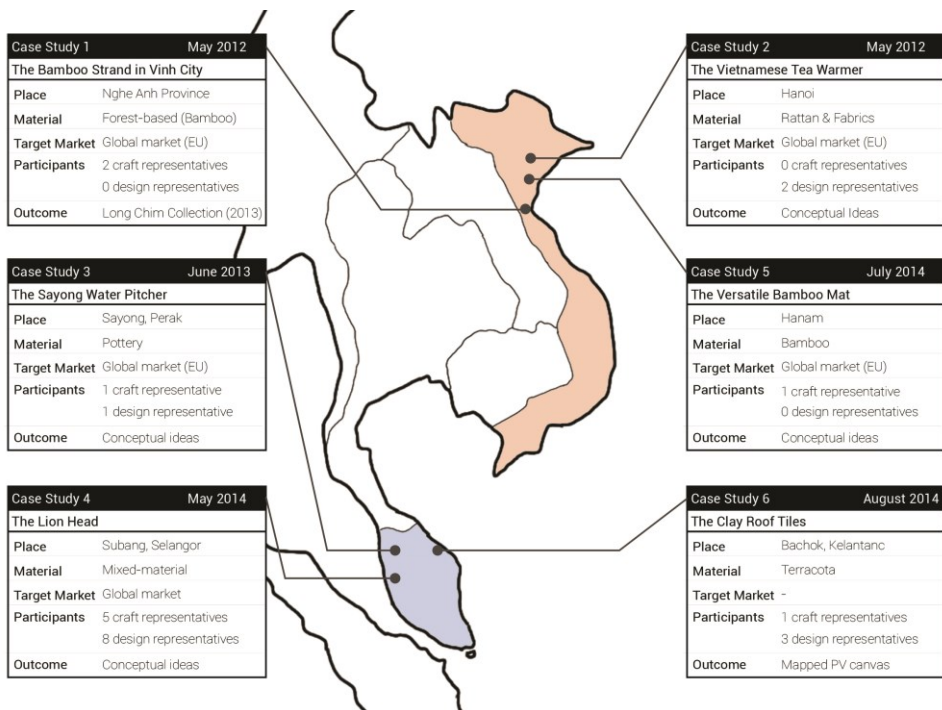 Case Study 1 May 2012
The Bamboo Strand in Vinh City
Place Nghe Anh Province
Material Forest-based (Bamboo)
Target Market Global market (EU)
Participants 2 craft representatives
0 design representatives
Outcome Long Chim Collection (2013)
Case Study 2 May 2012
The Vietnamese Tea Warmer
Place Hanoi
Material Rattan & Fabrics
Target Market Global market (EU)
Participants 0 craft representatives
2 design representatives
Outcome Conceptual Ideas
Case Study 3 June 2013
The Sayong Water Pitcher
Place Sayong, Perak
Material Pottery
Target Market Global market (EU)
Participants 1 craft representative
1 design representative
Outcome Conceptual ideas
Case Study 5 July 2014
The Versatile Bamboo Mat
Place Hanam
Material Bamboo
Target Market Global market (EU)
Participants 1 craft representative
0 design representatives
Outcome Conceptual ideas
Case Study 4 May 2014
The Lion Head
Place Subang, Selangor
Material Mixed-material
Target Market Global market
Participants 5 craft representatives
8 design representatives
Outcome Conceptual ideas
Case Study 6 August 2014
The Clay Roof Tiles
Place Bachok, Kelantanc
Material Terracota
Target Market -
Participants 1 craft representatives
3 design representatives
Outcome Mapped PV canvas